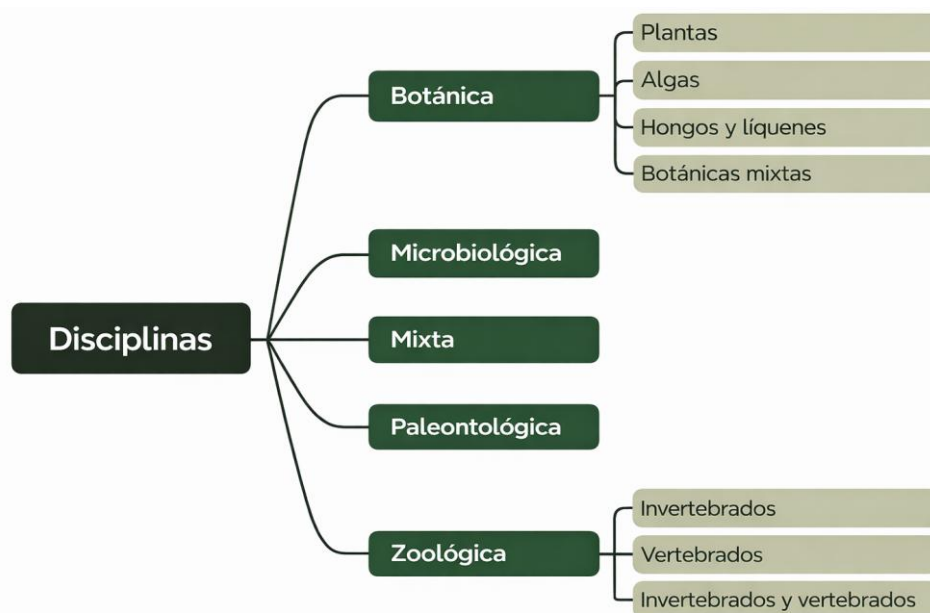 Disciplinas
Botánica
Plantas
Algas
Hongos y líquenes
Botánicas mixtas
Microbiológica
Mixta
Paleontológica
Zoológica
Invertebrados
Vertebrados
Invertebrados y vertebrados